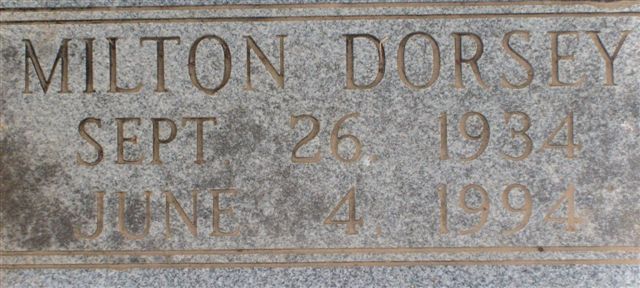 MILTON DORSEY
SEPT. 26. 1934
JUNE 4. 1994